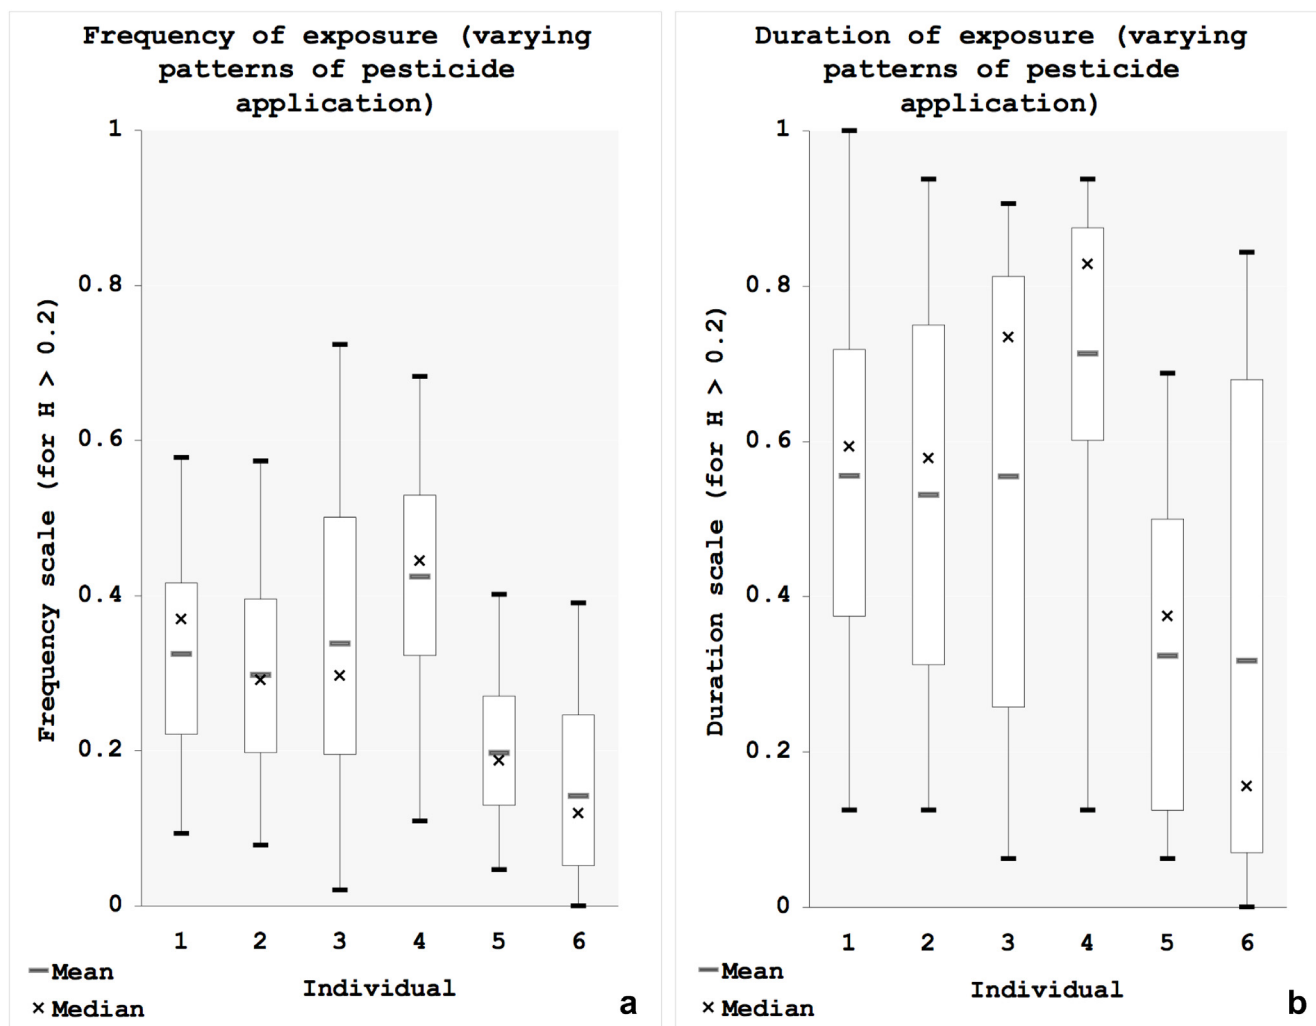 Frequency of exposure (varying
patterns of pesticide
application)
1
0.8
0.6
0.4
0.2
0
Frequency scale (for H > 0.2)
1 2 3 4 5 6
Individual
Mean
× Median
a
Duration of exposure (varying
patterns of pesticide
application)
1
0.8
0.6
0.4
0.2
0
Duration scale (for H > 0.2)
1 2 3 4 5 6
Individual
Mean
× Median
b